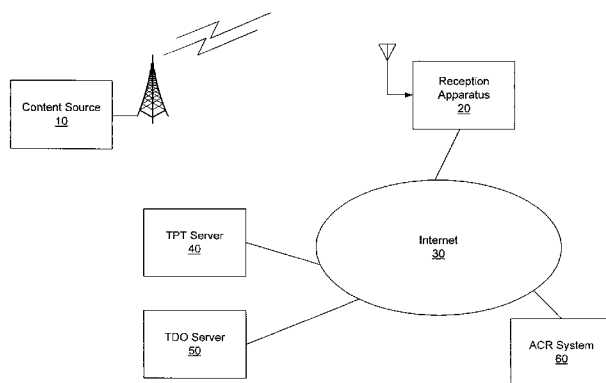 Content Source
10
Reception
Apparatus
20
TPT Server
40
Internet
30
TDO Server
50
ACR System
60